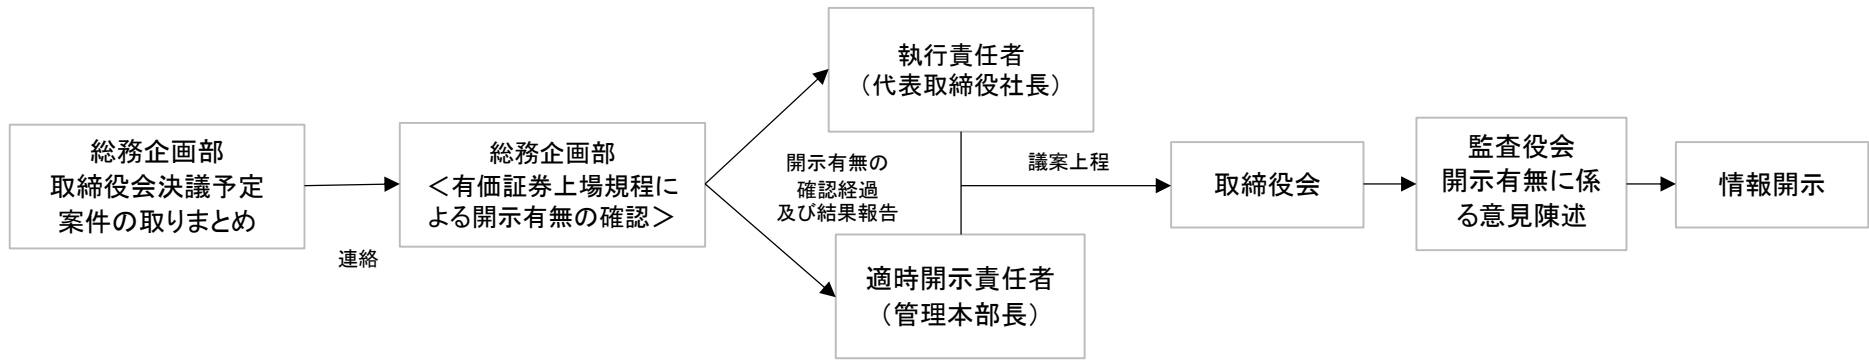 総務企画部
取締役会決議予定
案件の取りまとめ
連絡
総務企画部
＜有価証券上場規程に
よる開示有無の確認＞
執行責任者
（代表取締役社長）
開示有無の
確認経過
及び結果報告
適時開示責任者
（管理本部長）
議案上程
取締役会
監査役会
開示有無に係
る意見陳述
情報開示